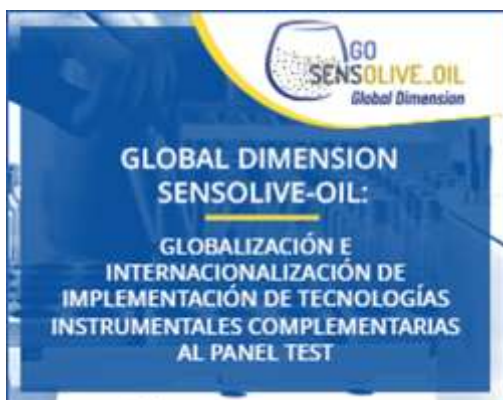 GO
SENSOLIVE_OIL
Global Dimension
GLOBAL DIMENSION
SENSOLIVE-OIL:
GLOBALIZACIÓN E
INTERNACIONALIZACIÓN DE
IMPLEMENTACIÓN DE TECNOLOGÍAS
INSTRUMENTALES COMPLEMENTARIAS
AL PANEL TEST